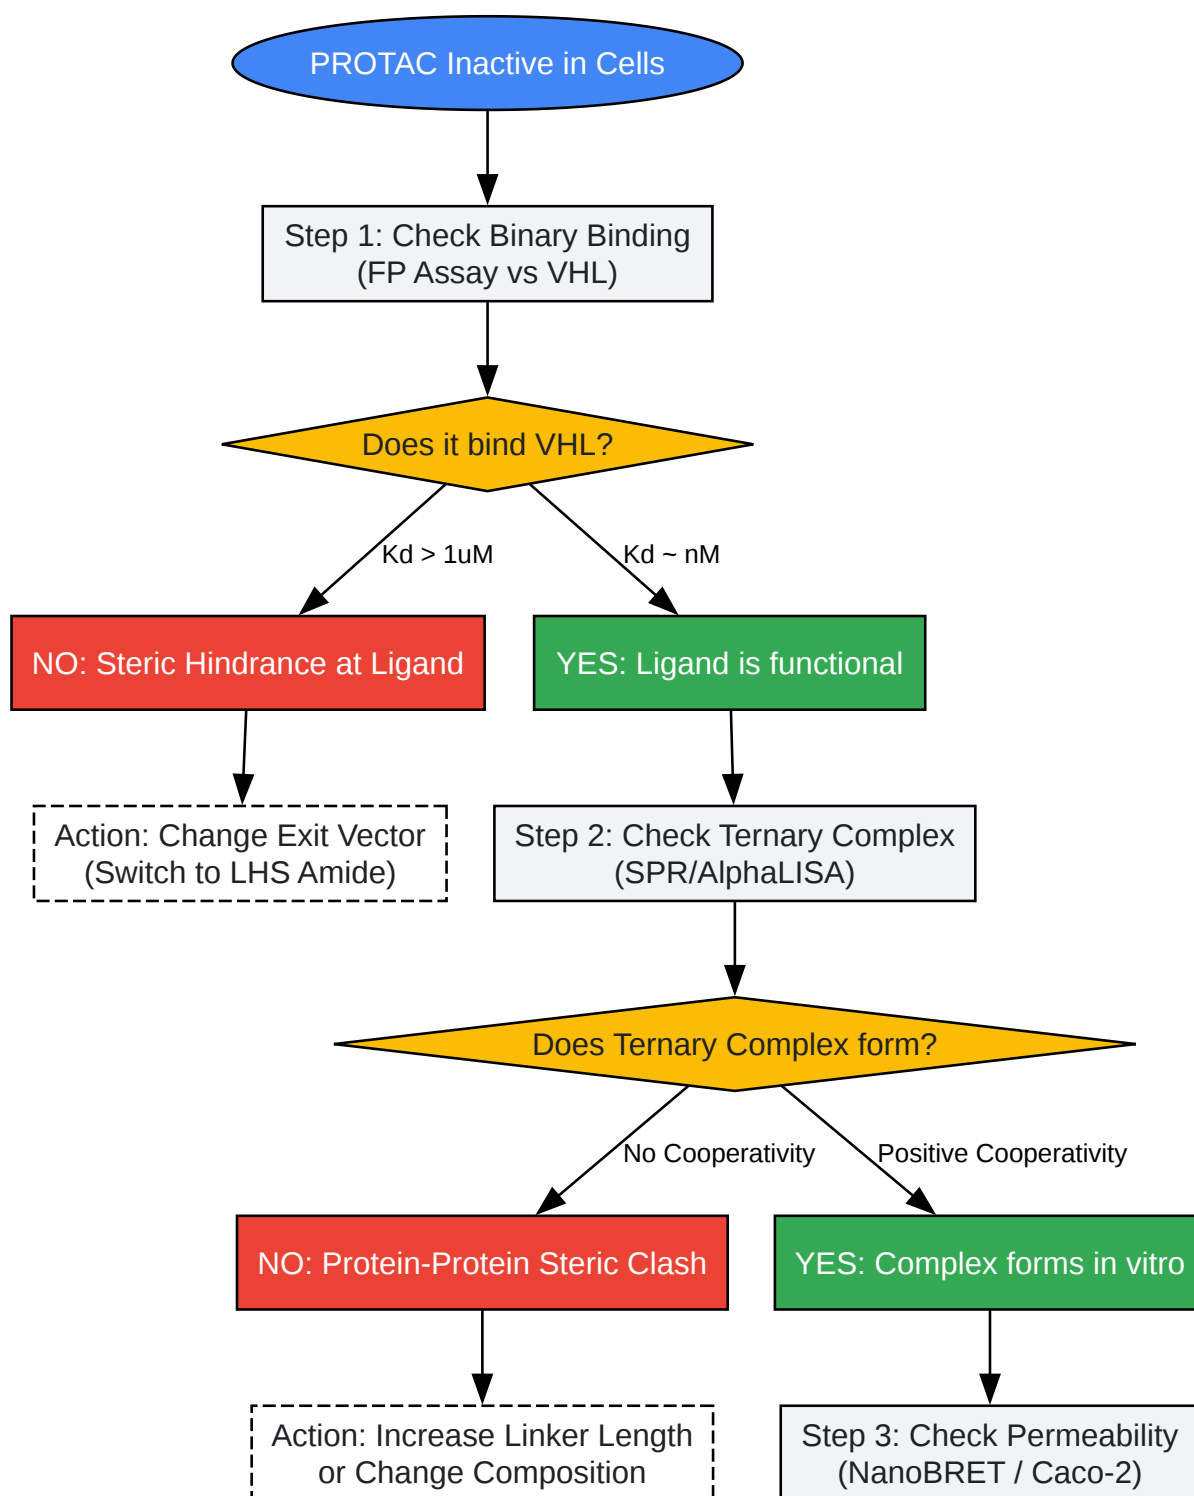 PROTAC Inactive in Cells
Step 1: Check Binary Binding
(FP Assay vs VHL)
Does it bind VHL?
Kd > 1uM
Kd ~ nM
NO: Steric Hindrance at Ligand
YES: Ligand is functional
Action: Change Exit Vector
(Switch to LHS Amide)
Step 2: Check Ternary Complex
(SPR/AlphaLISA)
Does Ternary Complex form?
No Cooperativity
Positive Cooperativity
NO: Protein-Protein Steric Clash
YES: Complex forms in vitro
Action: Increase Linker Length
or Change Composition
Step 3: Check Permeability
(NanoBRET / Caco-2)